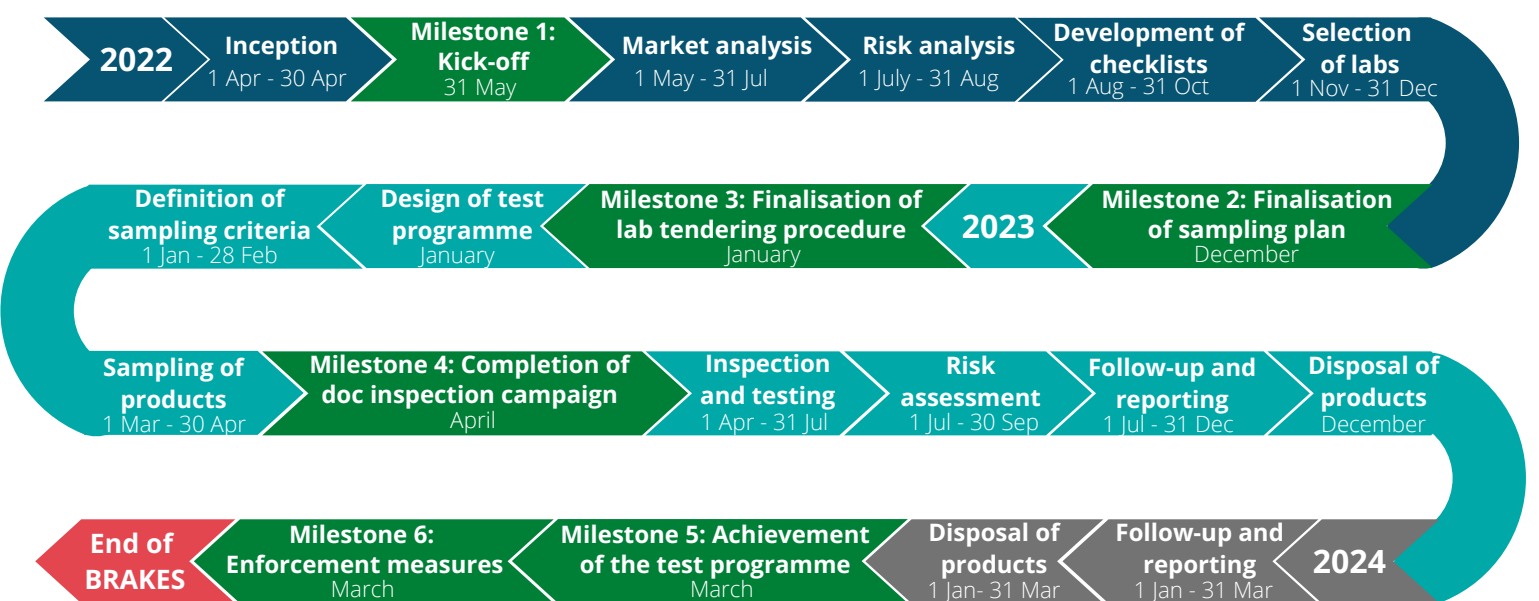 2022
Inception
1 Apr - 30 Apr
Milestone 1:
Kick-off
31 May
Market analysis
1 May - 31 Jul
Risk analysis
1 July - 31 Aug
Development of
checklists
1 Aug - 31 Oct
Selection
of labs
1 Nov - 31 Dec
Milestone 2: Finalisation
of sampling plan
December
2023
Milestone 3: Finalisation of
lab tendering procedure
January
Design of test
programme
January
Definition of
sampling criteria
1 Jan - 28 Feb
Sampling of
products
1 Mar - 30 Apr
Milestone 4: Completion of
doc inspection campaign
April
Inspection
and testing
1 Apr - 31 Jul
Risk
assessment
1 Jul - 30 Sep
Follow-up and
reporting
1 Jul - 31 Dec
Disposal of
products
December
2024
Follow-up and
reporting
1 Jan - 31 Mar
Disposal of
products
1 Jan- 31 Mar
Milestone 5: Achievement
of the test programme
March
Milestone 6:
Enforcement measures
March
End of
BRAKES